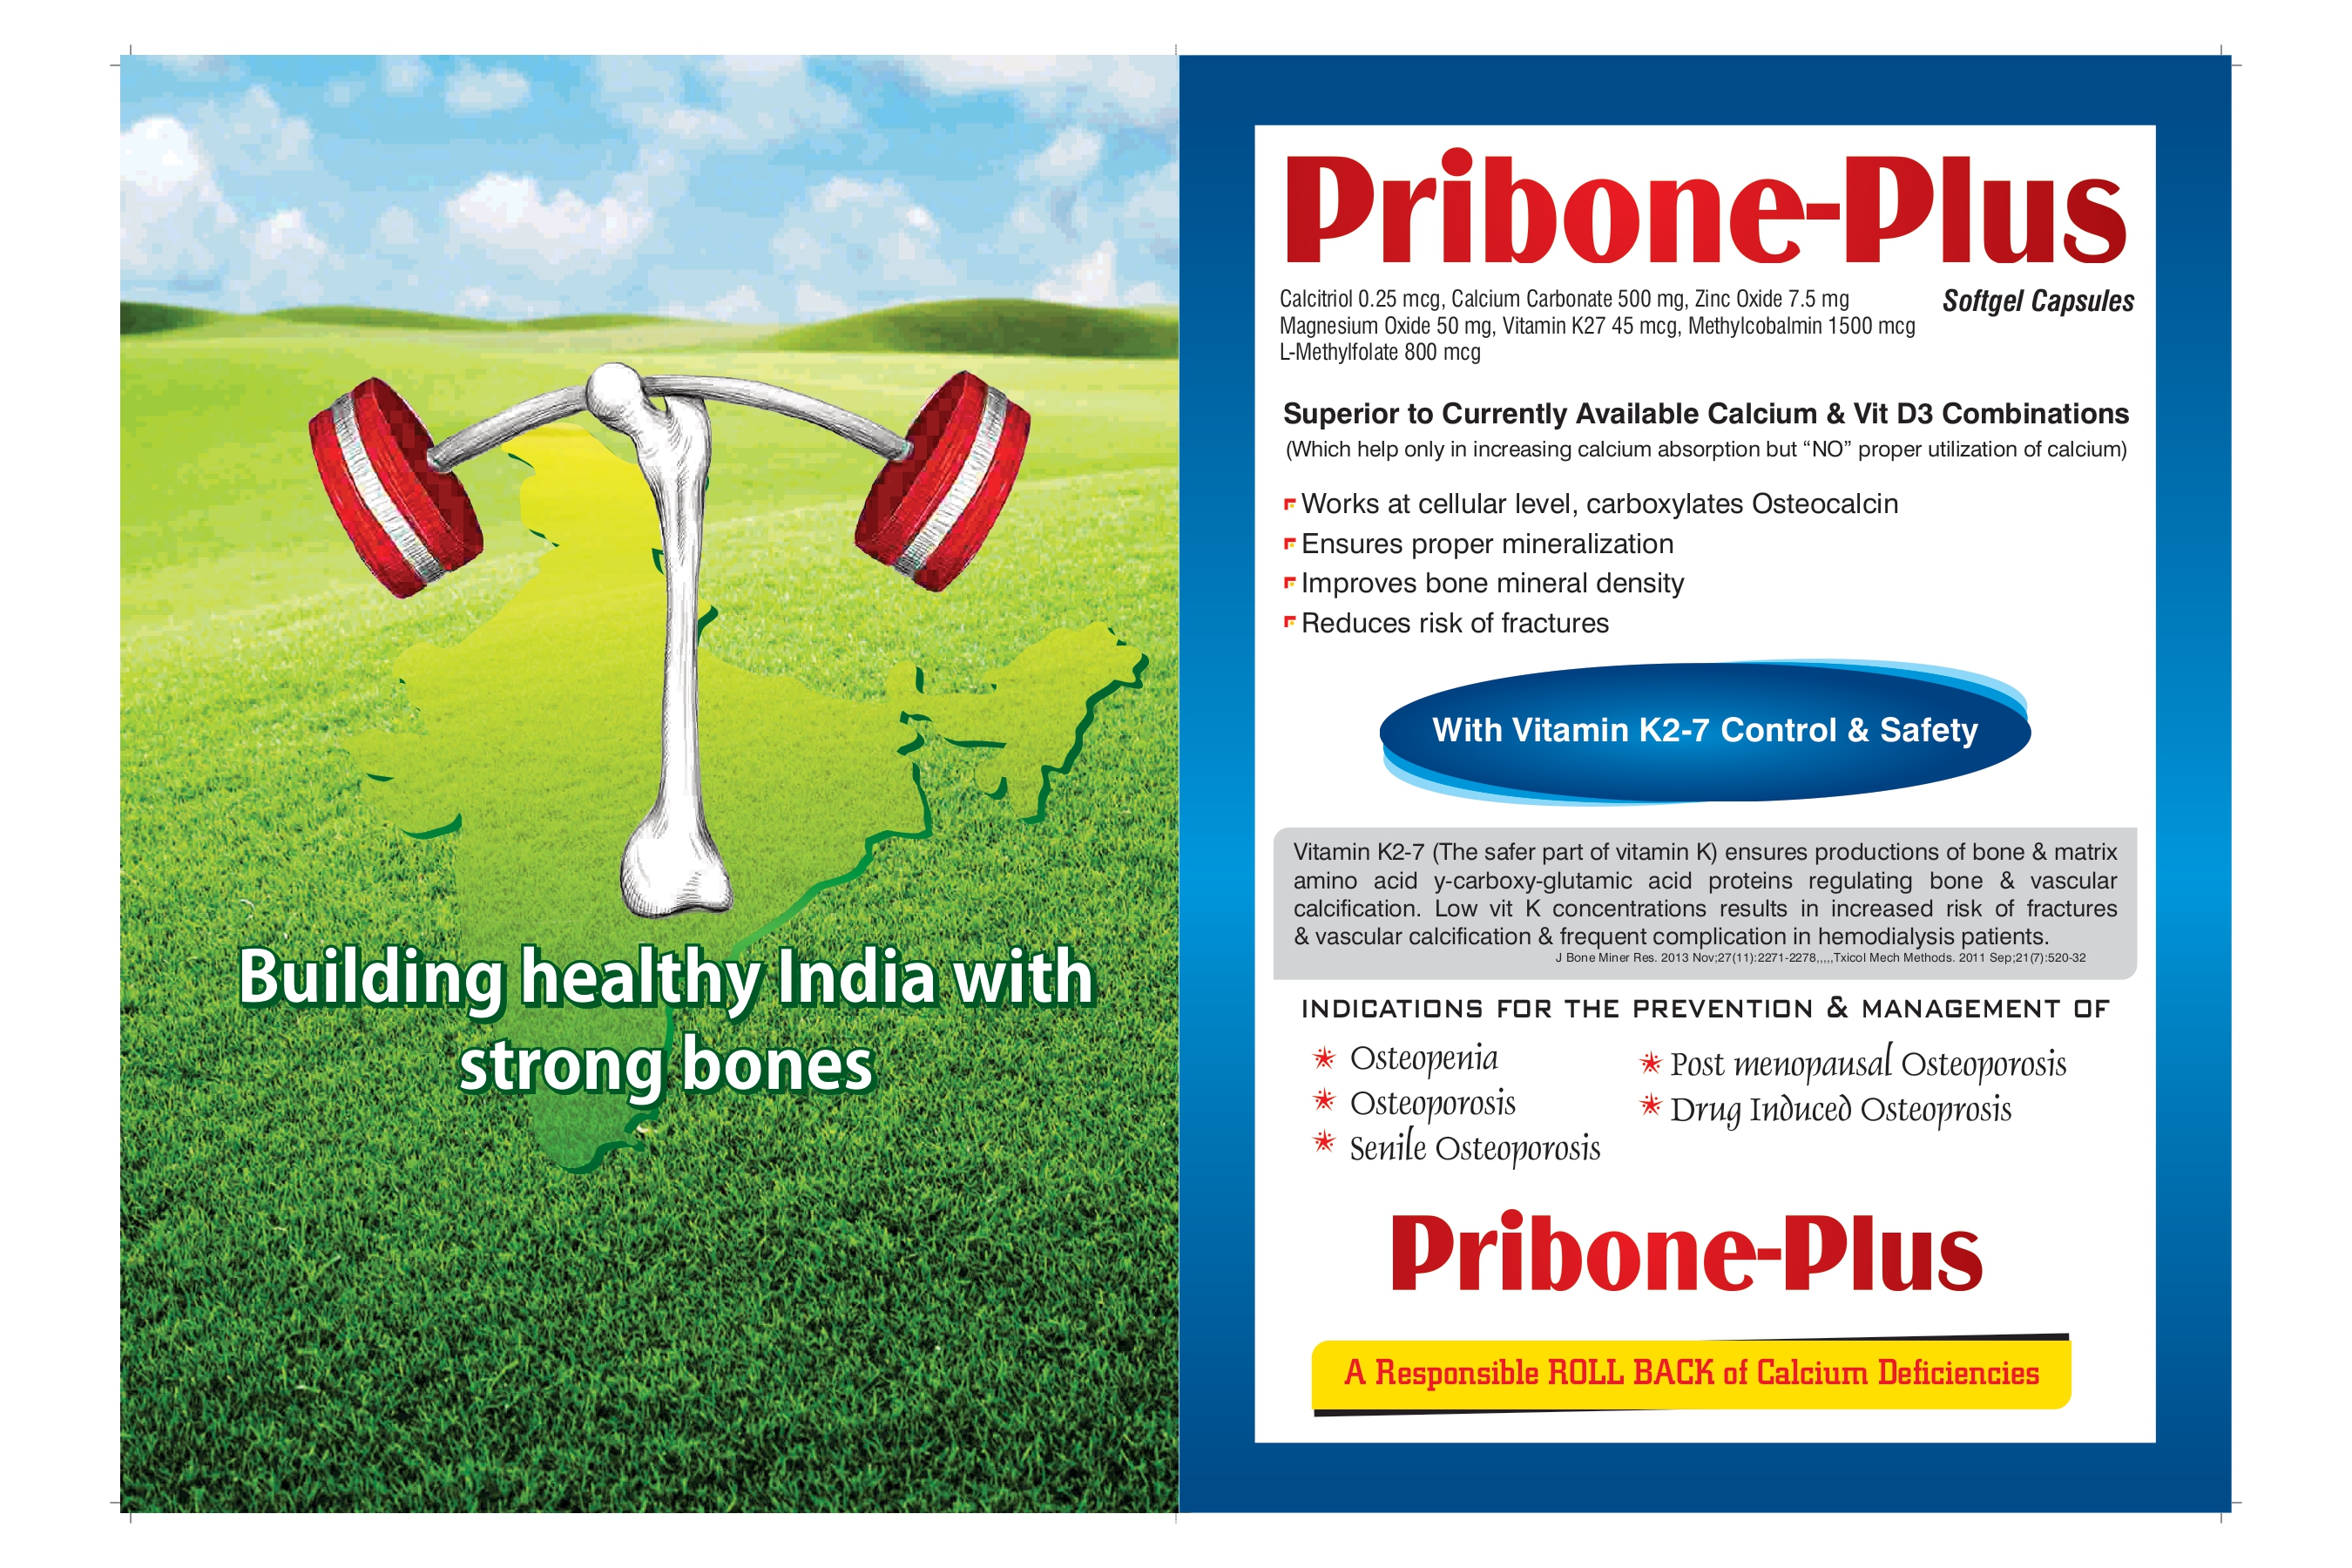 Building healthy India with
strong bones
Pribone-Plus
Calcitriol 0.25 mcg, Calcium Carbonate 500 mg, Zinc Oxide 7.5 mg
Magnesium Oxide 50 mg, Vitamin K27 45 mcg, Methylcobalmin 1500 mcg
L-Methylfolate 800 mcg
Softgel Capsules
Superior to Currently Available Calcium & Vit D3 Combinations
(Which help only in increasing calcium absorption but “NO” proper utilization of calcium)
Works at cellular level, carboxylates Osteocalcin
Ensures proper mineralization
Improves bone mineral density
Reduces risk of fractures
With Vitamin K2-7 Control & Safety
Vitamin K2-7 (The safer part of vitamin K) ensures productions of bone & matrix
amino acid y-carboxy-glutamic acid proteins regulating bone & vascular
calcification. Low vit K concentrations results in increased risk of fractures
& vascular calcification & frequent complication in hemodialysis patients.
J Bone Miner Res. 2013 Nov;27(11):2271-2278,,,,,Txicol Mech Methods. 2011 Sep;21(7):520-32
INDICATIONS FOR THE PREVENTION & MANAGEMENT OF
Osteopenia
Osteoporosis
Senile Osteoporosis
Post menopausal Osteoporosis
Drug Induced Osteoprosis
Pribone-Plus
A Responsible ROLL BACK of Calcium Deficiencies